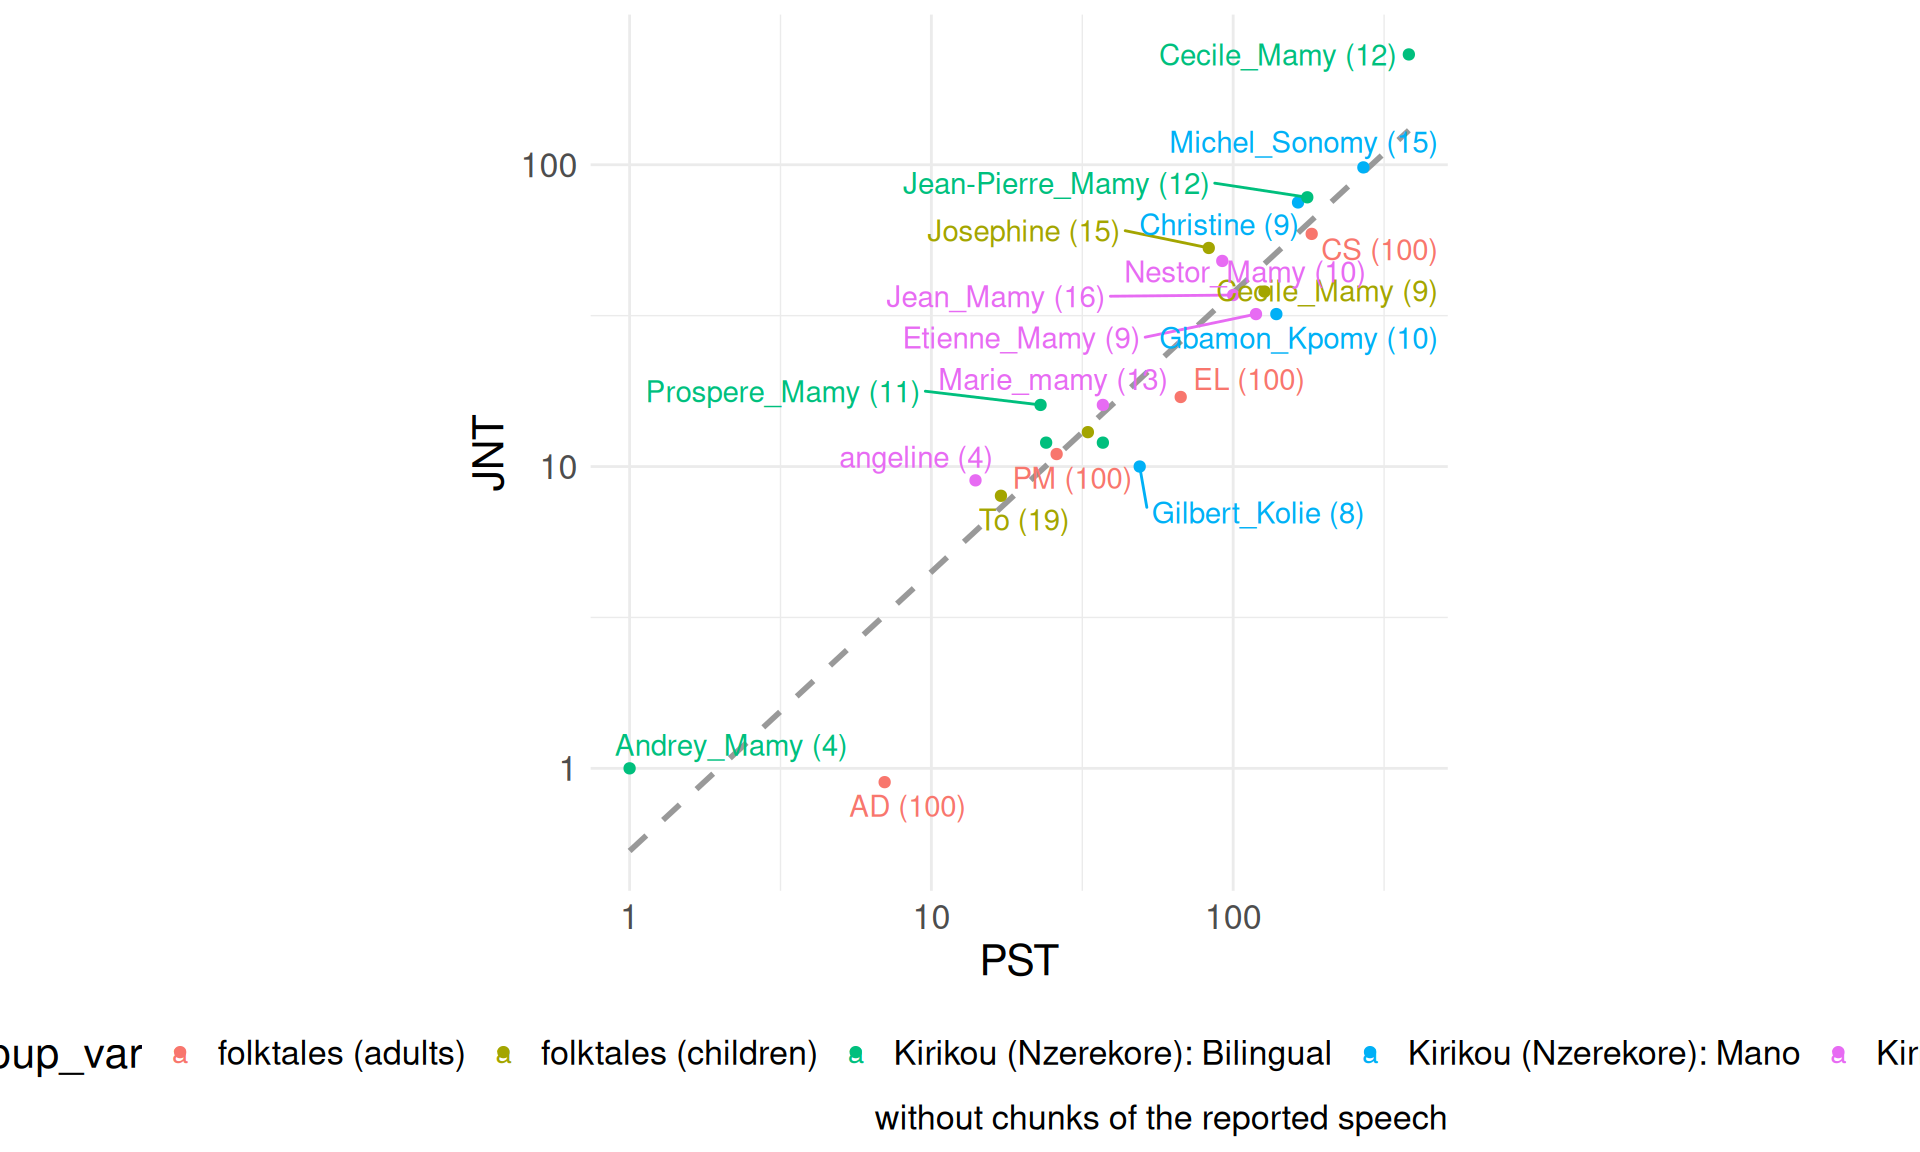 Cecile_Mamy (12)
Michel_Sonomy (15)
100
Jean-Pierre_Mamy (12)
Christine (9)
Josephine (15)
CS (100)
Nestor_Mamy (10)
Cecile_Mamy (9)
Jean_Mamy (16)
Etienne_Mamy (9)
Gbamon_Kpomy (10)
Marie_mamy (13)
EL (100)
Prospere_Mamy (11)
JNT
10
angeline (4)
PM (100)
Gilbert_Kolie (8)
To (19)
Andrey_Mamy (4)
1
AD (100)
1 10 100
PST
oup_var a folktales (adults) a folktales (children) a Kirikou (Nzerekore): Bilingual a Kirikou (Nzerekore): Mano a Kir
without chunks of the reported speech